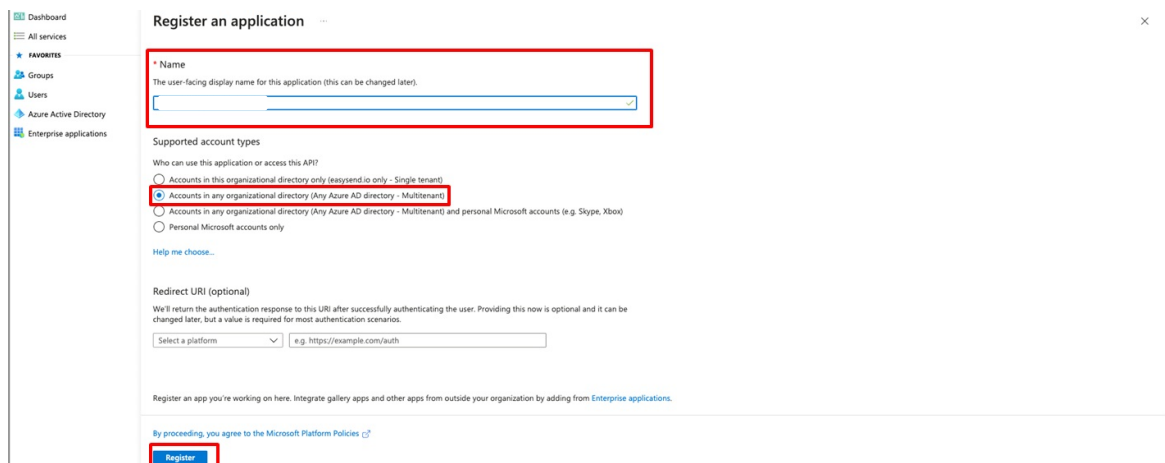 Dashboard
All services
FAVORITES
Groups
Users
Azure Active Directory
Enterprise applications
Register an application ...
* Name
The user-facing display name for this application (this can be changed later).
Supported account types
Who can use this application or access this API?
Accounts in this organizational directory only (easysend.io only - Single tenant)
Accounts in any organizational directory (Any Azure AD directory - Multitenant)
Accounts in any organizational directory (Any Azure AD directory - Multitenant) and personal Microsoft accounts (e.g. Skype, Xbox)
Personal Microsoft accounts only
Help me choose...
Redirect URI (optional)
We'll return the authentication response to this URI after successfully authenticating the user. Providing this now is optional and it can be
changed later, but a value is required for most authentication scenarios.
Select a platform
e.g. https://example.com/auth
Register an app you're working on here. Integrate gallery apps and other apps from outside your organization by adding from Enterprise applications.
By proceeding, you agree to the Microsoft Platform Policies
Register